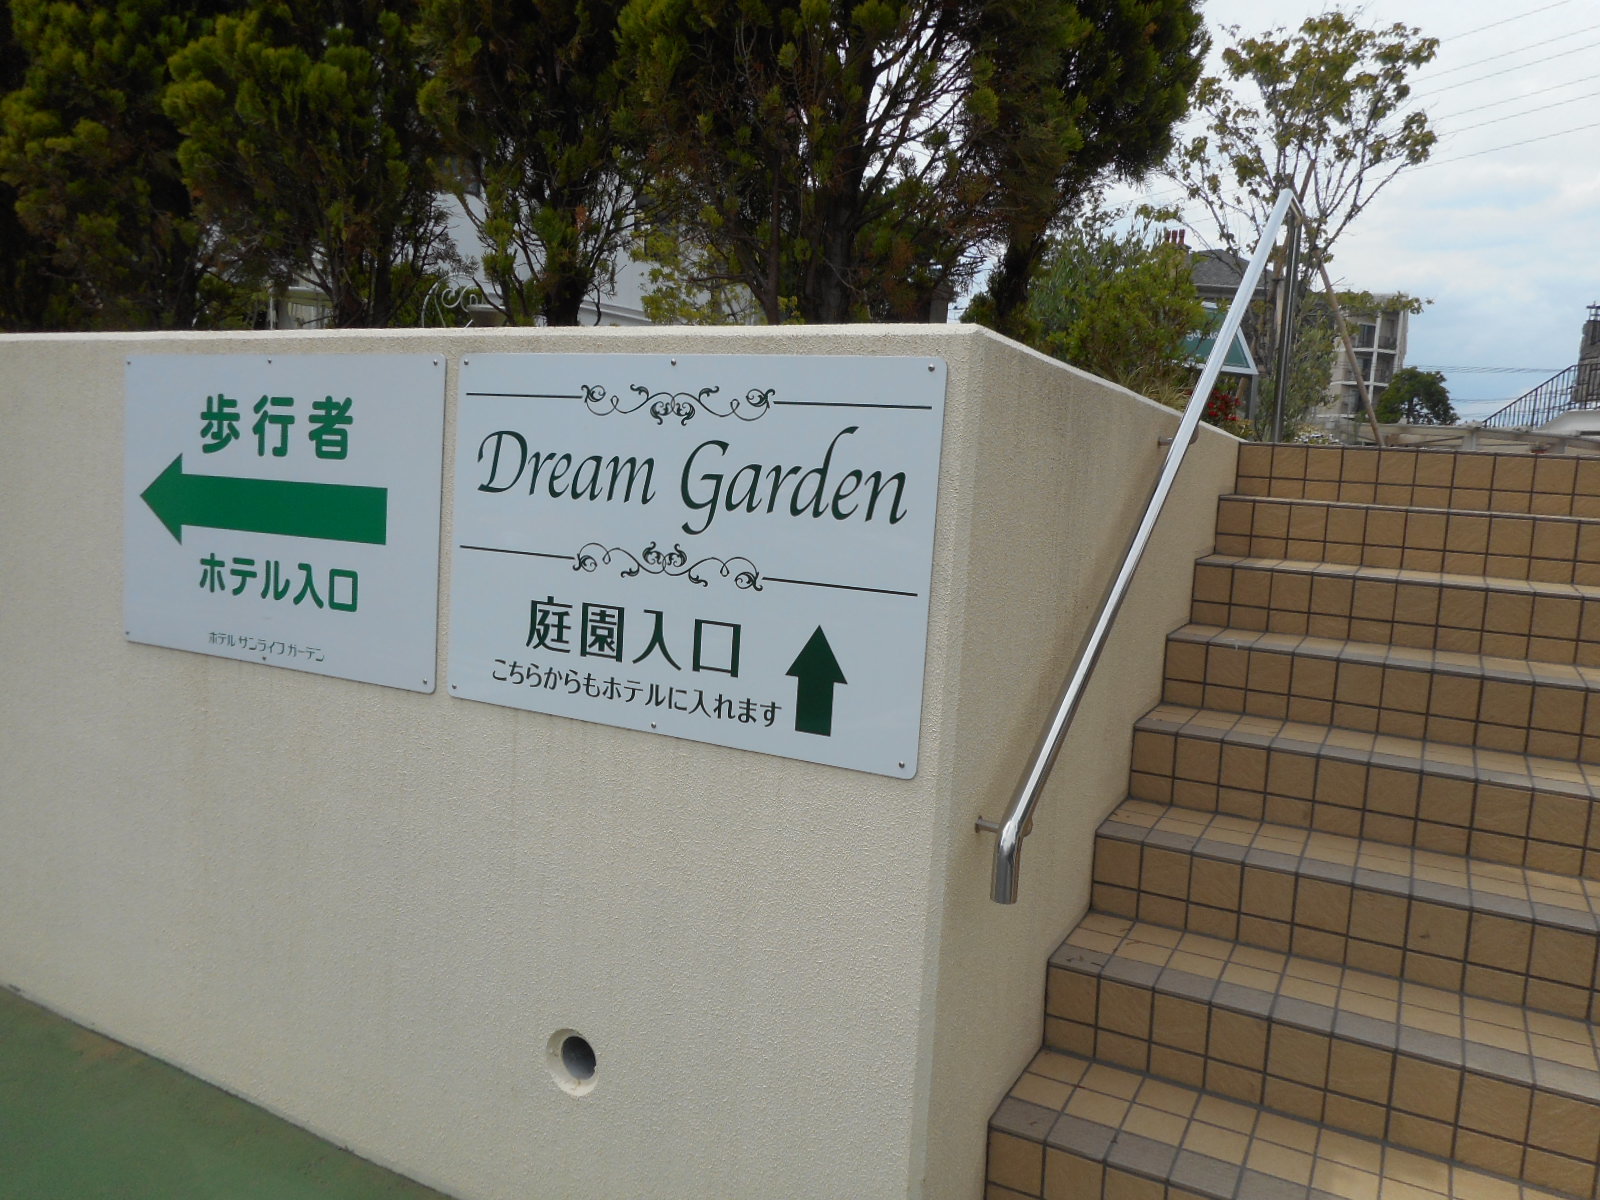 歩行者
ホテル入口
ホテル サンライフ ガーデン
Dream Garden
庭園入口
こちらからもホテルに入れます